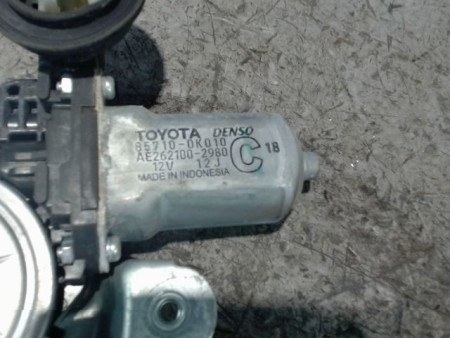 TOYOTA DENSO
85710-0K010
AE262100-2980
12V 12J
C 18
MADE IN INDONESIA